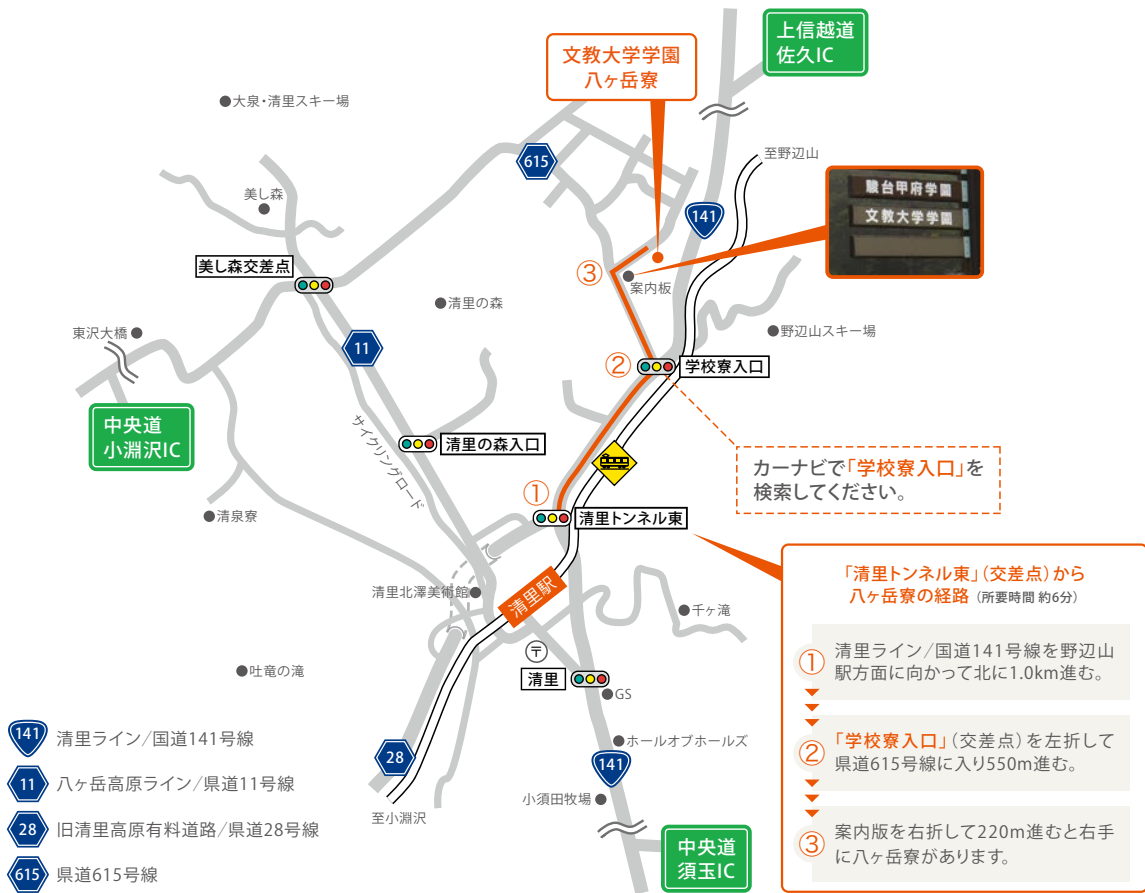 上信越道
佐久IC
文教大学学園
八ヶ岳寮
大泉・清里スキー場
615
至野辺山
駿台甲府学園
文教大学学園
美し森
141
美し森交差点
③
案内板
清里の森
東沢大橋
野辺山スキー場
11
②
学校寮入口
中央道
小淵沢IC
サイクリングロード
清里の森入口
カーナビで「学校寮入口」を
検索してください。
①
清里トンネル東
清泉寮
清里北澤美術館
清里駅
千ヶ滝
〒
清里
吐竜の滝
GS
28
ホールオブホールズ
141
小須田牧場
至小淵沢
中央道
須玉IC
「清里トンネル東」(交差点)から
八ヶ岳寮の経路 (所要時間 約6分)
① 清里ライン/国道141号線を野辺山
駅方面に向かって北に1.0km進む。
② 「学校寮入口」(交差点)を左折して
県道615号線に入り550m進む。
③ 案内版を右折して220m進むと右手
に八ヶ岳寮があります。
141 清里ライン/国道141号線
11 八ヶ岳高原ライン/県道11号線
28 旧清里高原有料道路/県道28号線
615 県道615号線